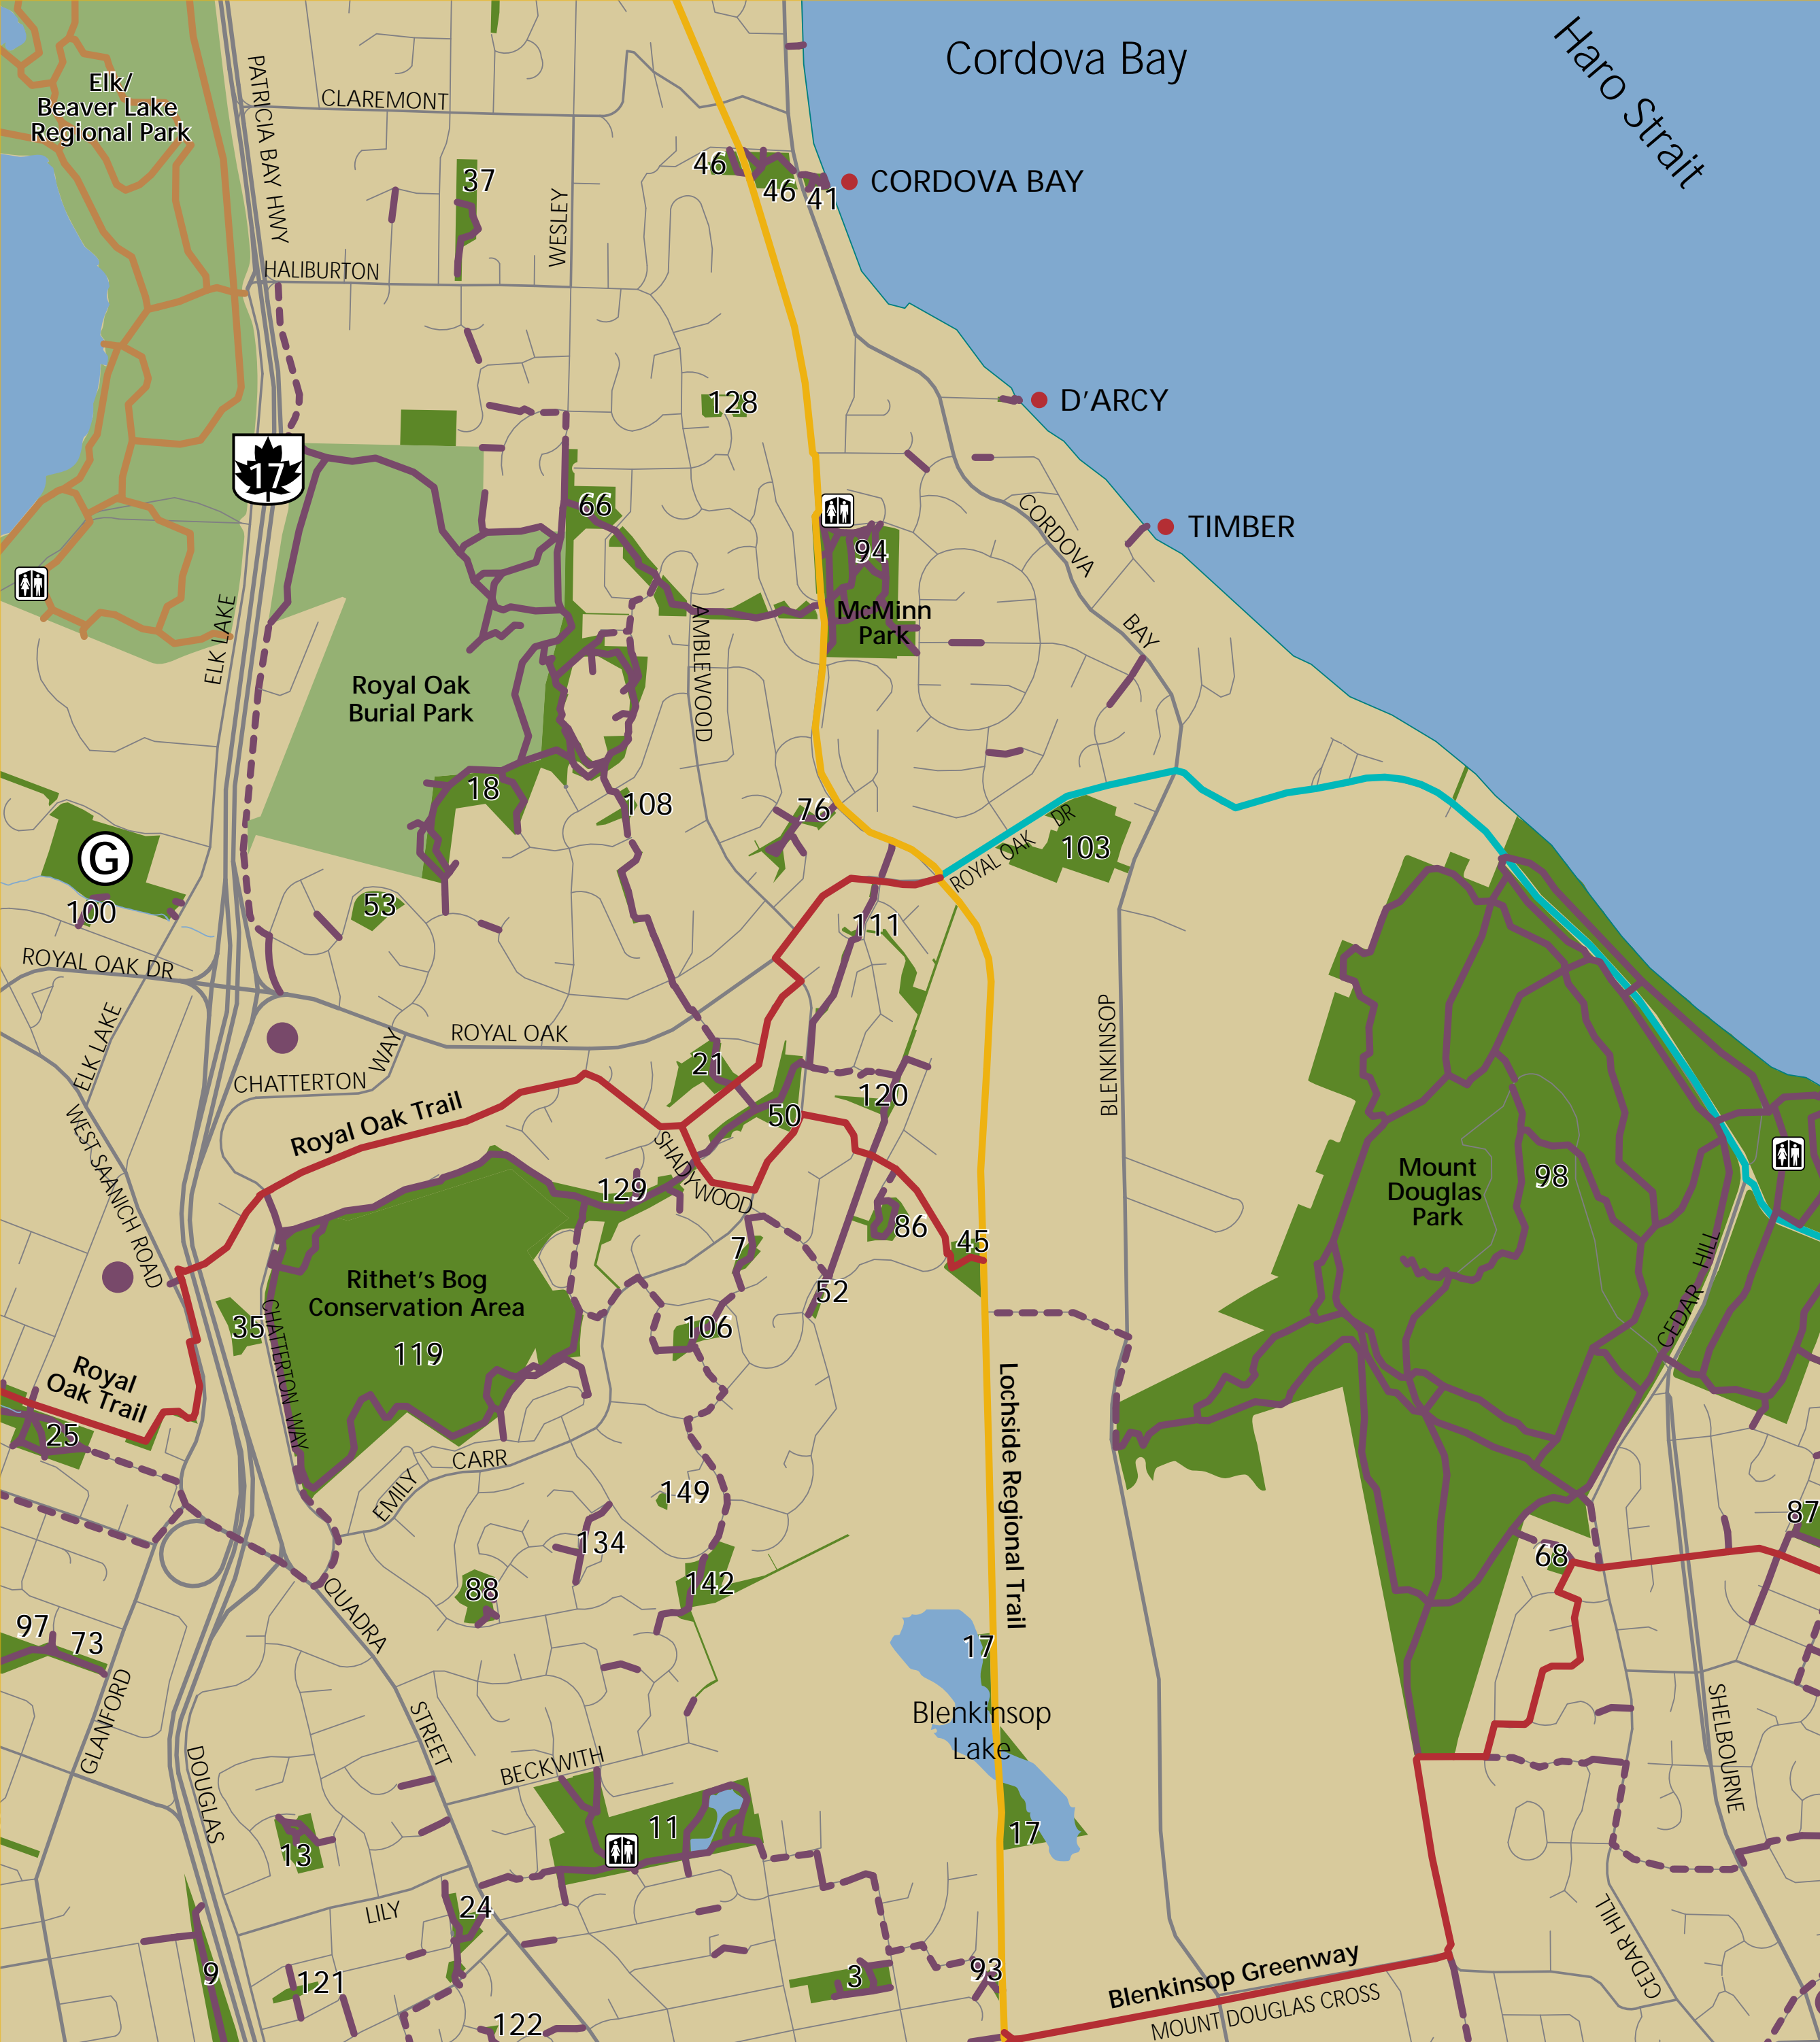 Cordova Bay
Haro Strait
Elk/
Beaver Lake
Regional Park
PATRICIA BAY HWY
CLAREMONT
46
46
41
CORDOVA BAY
37
WESLEY
HALIBURTON
128
D'ARCY
17
66
94
McMinn
Park
CORDOVA
BAY
TIMBER
ELK LAKE
AMBLEWOOD
Royal Oak
Burial Park
18
108
76
ROYAL OAK
DR
103
G
100
53
111
ROYAL OAK DR
ELK LAKE
ROYAL OAK
WAY
CHATTERTON
BLENKINSOP
21
120
50
Royal Oak Trail
WEST SAANICH ROAD
SHADYWOOD
129
Mount
Douglas
Park
98
86
45
7
52
Rithet's Bog
Conservation Area
119
35
CHATTERTON WAY
106
CEDAR HILL
Royal
Oak Trail
25
Lochside Regional Trail
CARR
EMILY
149
134
87
68
88
142
QUADRA
STREET
97
73
17
GLANFORD
Blenkinsop
Lake
SHELBOURNE
DOUGLAS
BECKWITH
11
17
13
LILY
24
CEDAR HILL
9
121
3
93
Blenkinsop Greenway
MOUNT DOUGLAS CROSS
122